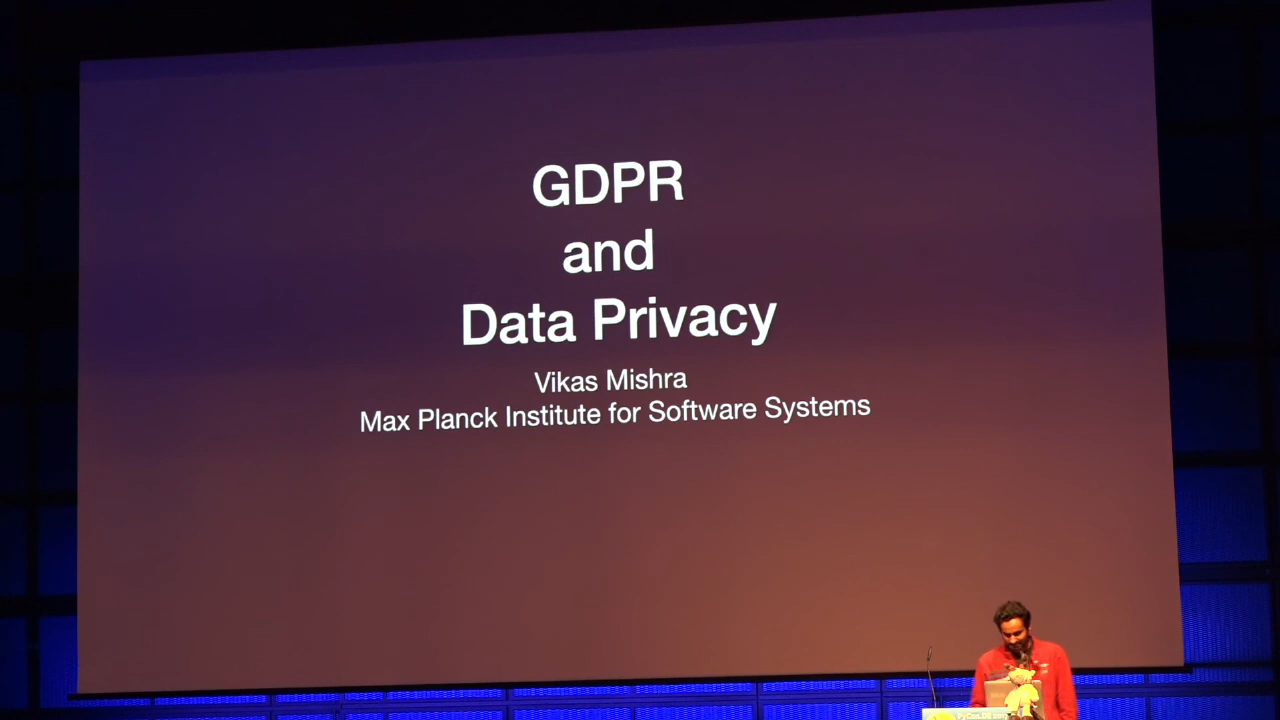 GDPR
and
Data Privacy
Vikas Mishra
Max Planck Institute for Software Systems